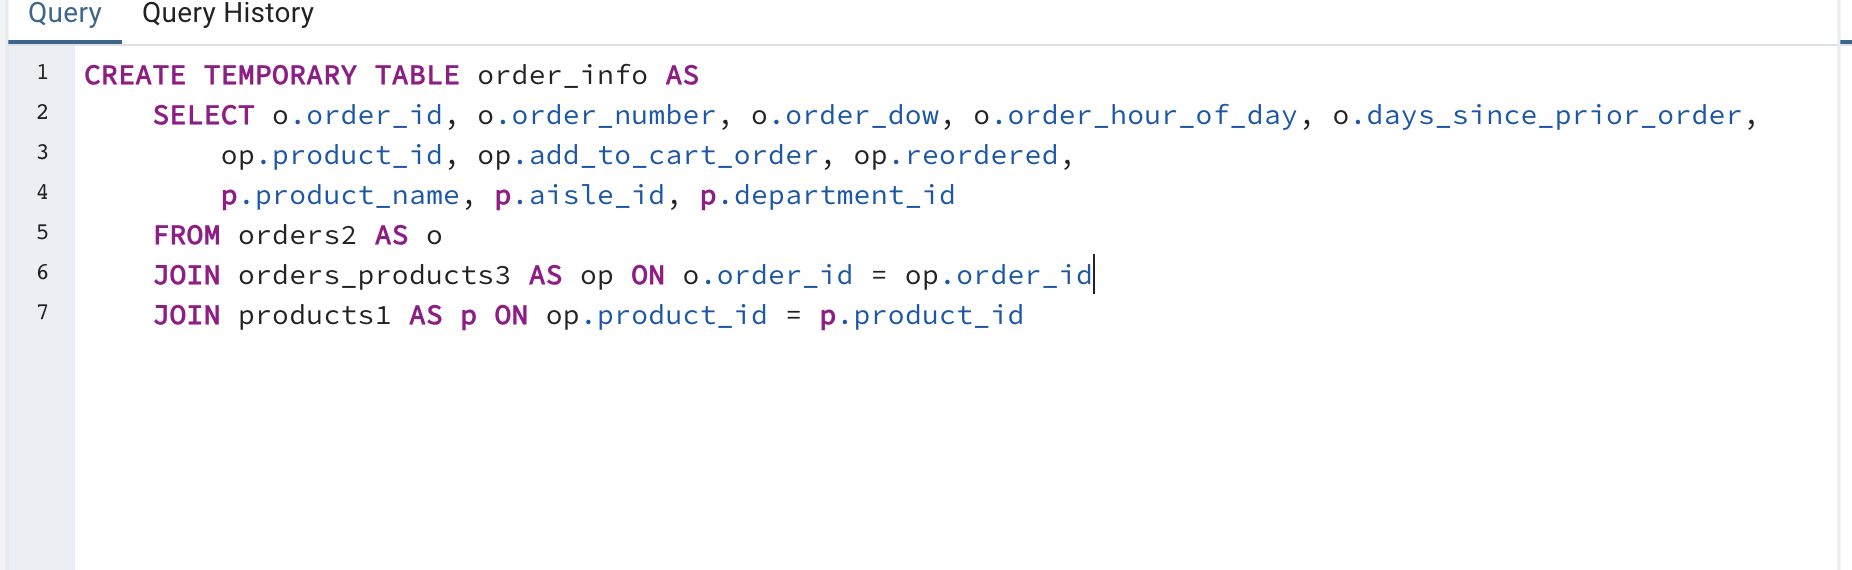 Query Query History
1 CREATE TEMPORARY TABLE order_info AS
2 SELECT o.order_id, o.order_number, o.order_dow, o.order_hour_of_day, o.days_since_prior_order,
3 op.product_id, op.add_to_cart_order, op.reordered,
4 p.product_name, p.aisle_id, p.department_id
5 FROM orders2 AS o
6 JOIN orders_products3 AS op ON o.order_id = op.order_id
7 JOIN products1 AS p ON op.product_id = p.product_id